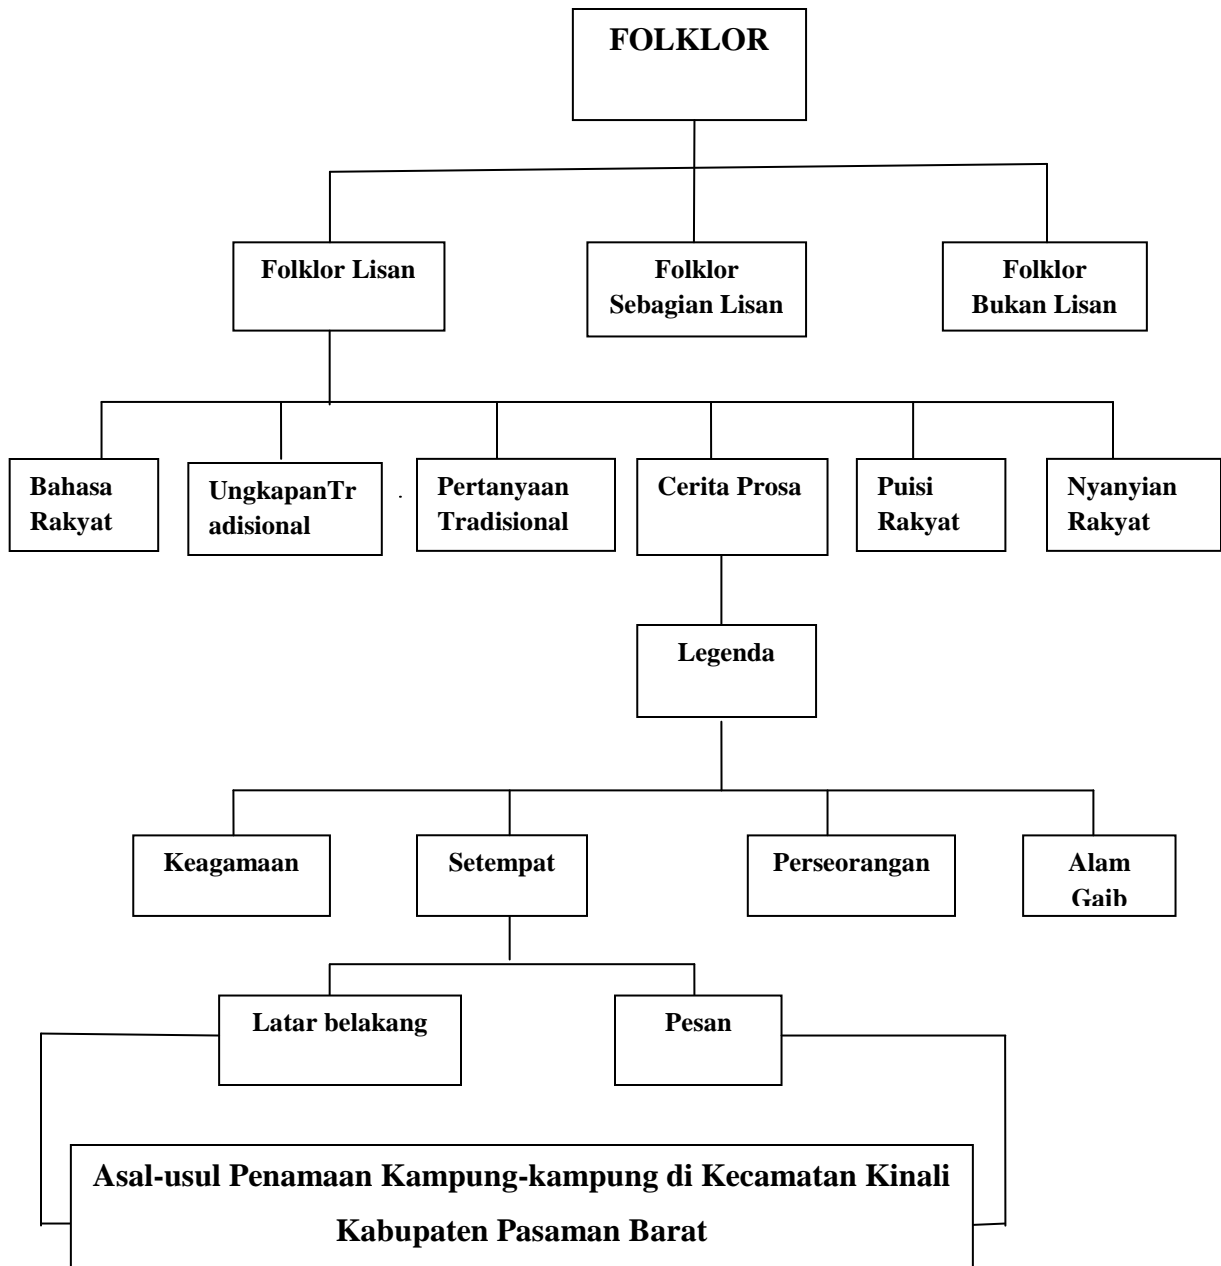 FOLKLOR
Folklor Lisan
Folklor
Sebagian Lisan
Folklor
Bukan Lisan
Bahasa
Rakyat
UngkapanTr
adisional
Pertanyaan
Tradisional
Cerita Prosa
Puisi
Rakyat
Nyanyian
Rakyat
Legenda
Keagamaan
Setempat
Perseorangan
Alam
Gaib
Latar belakang
Pesan
Asal-usul Penamaan Kampung-kampung di Kecamatan Kinali
Kabupaten Pasaman Barat